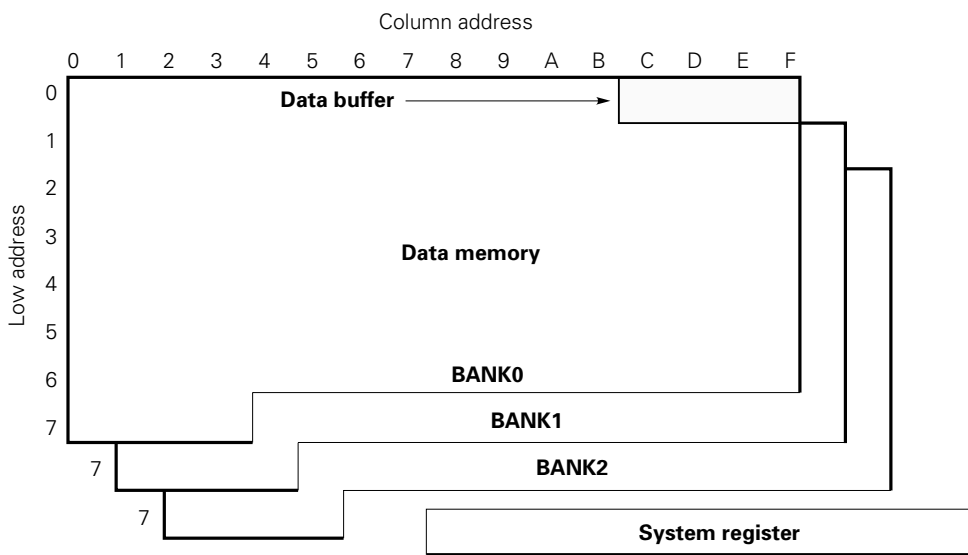 Column address
0 1 2 3 4 5 6 7 8 9 A B C D E F
0
Data buffer
1
2
Low address
3
Data memory
4
5
6
BANK0
7
BANK1
7
BANK2
7
System register